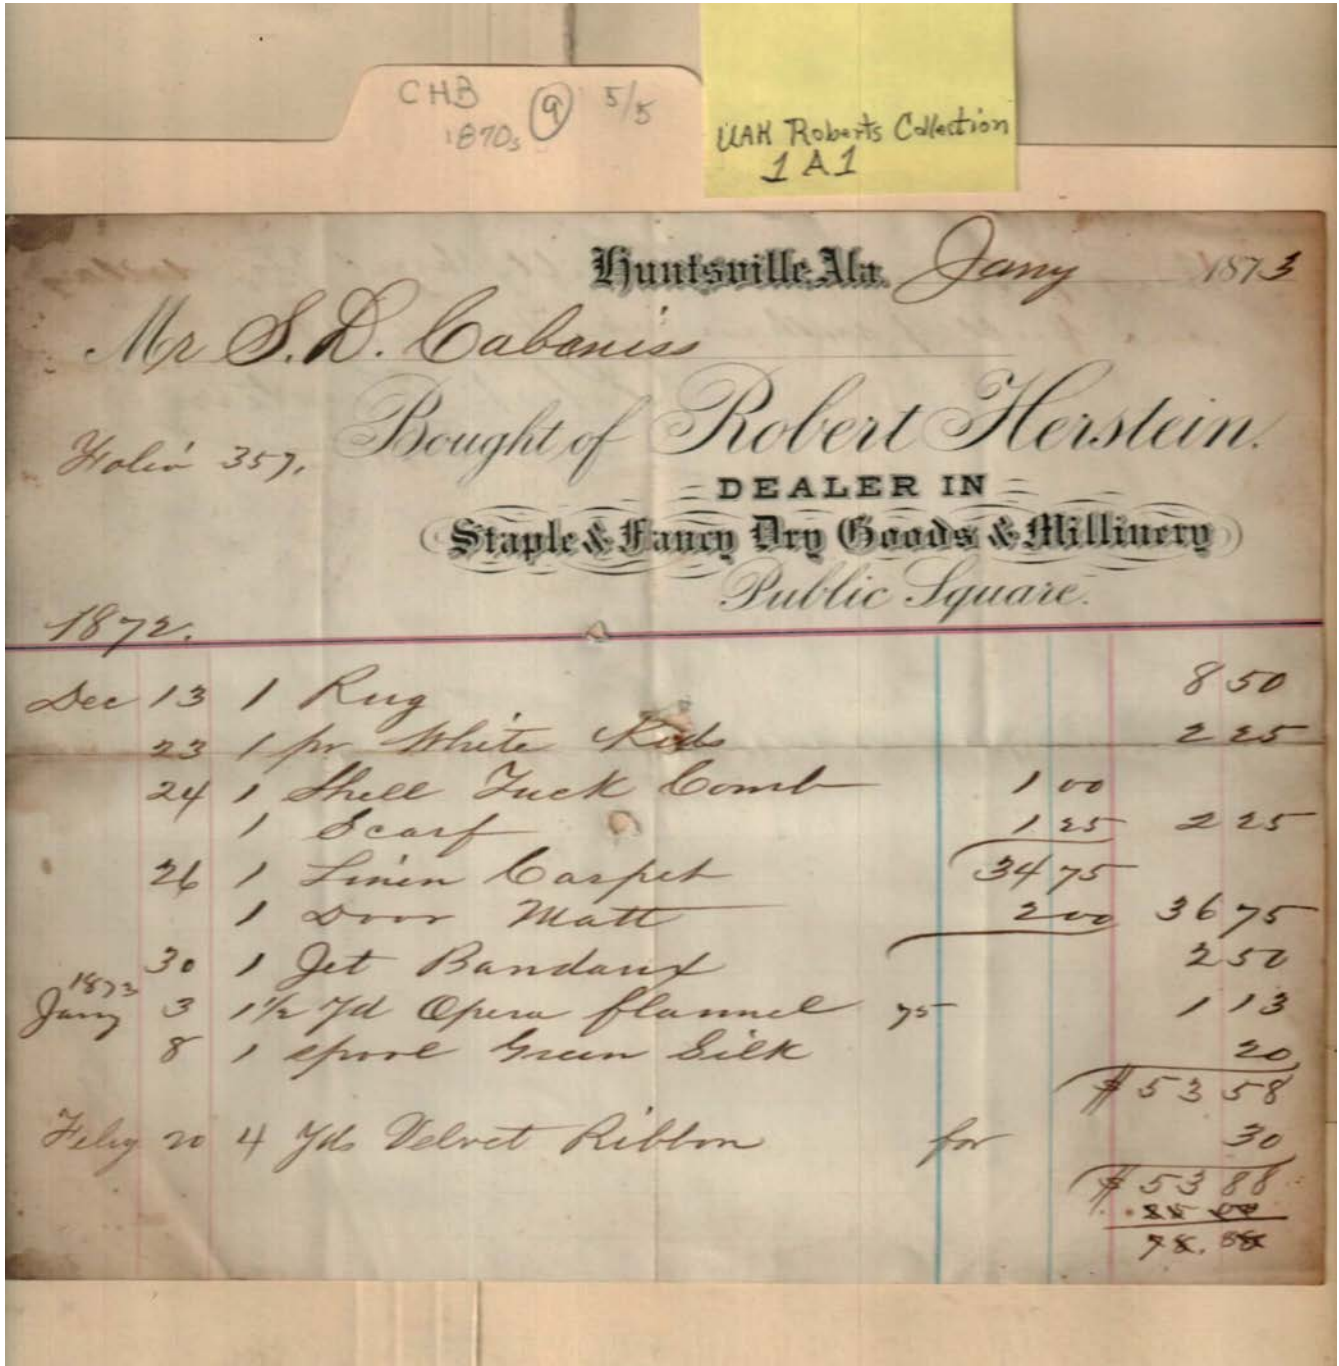 CHB 9 5/5
1870s
UAH Roberts Collection
1 A 1
Huntsville, Ala. Jany 1873
Mr S. D. Cabaniss
Bought of Robert Herstein.
Folio 357.
DEALER IN
Staple & Fancy Dry Goods & Millinery
Public Square.
1872.
Dec 13 1 Rug 8 50
23 1 pr White Kids 2 25
24 1 Shell Tuck Comb 1 00
1 Scarf 1 25 2 25
26 1 Linen Carpet 34 75
1 Door Matt 2 00 36 75
30 1 Jet Bandaux 2 50
1873
Jany 3 1 1/2 Yd Opera flannel 75 1 13
8 1 spool Green Silk 20
$ 53 58
Feby 20 4 Yds Velvet Ribbon for 30
$ 53 88
78. 88